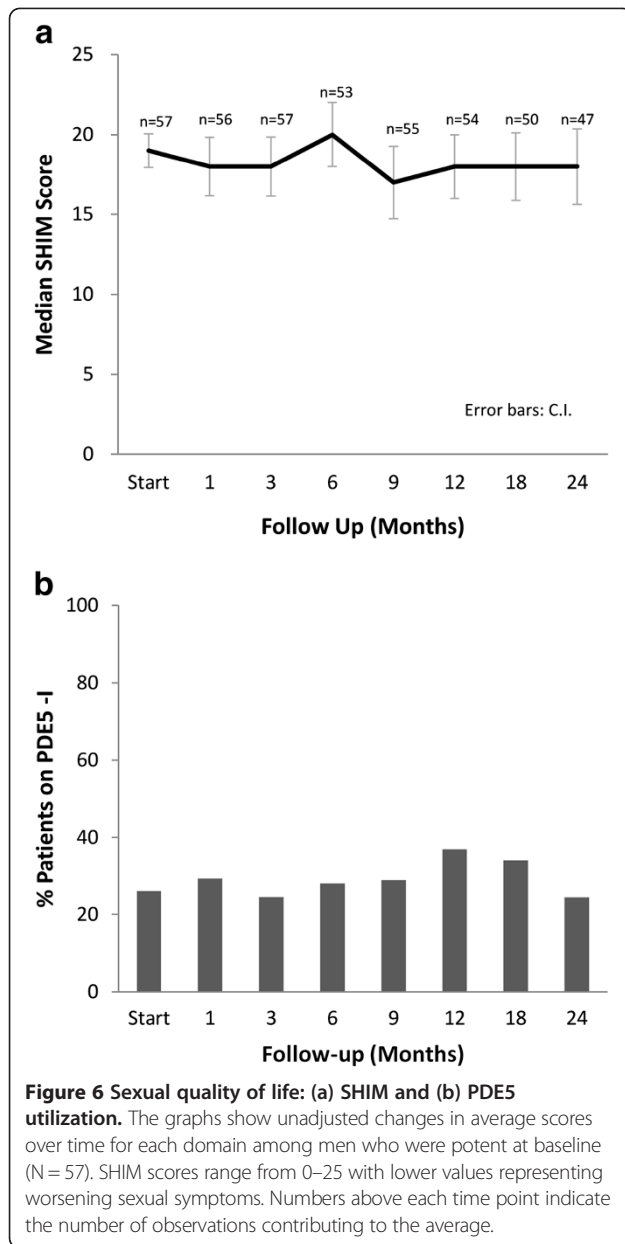 a
25
20
15
10
5
0
Median SHIM Score
n=57
n=56
n=57
n=53
n=55
n=54
n=50
n=47
Error bars: C.I.
Start 1 3 6 9 12 18 24
Follow Up (Months)
b
100
80
60
40
20
0
% Patients on PDE5 -I
Start 1 3 6 9 12 18 24
Follow-up (Months)
Figure 6 Sexual quality of life: (a) SHIM and (b) PDE5
utilization. The graphs show unadjusted changes in average scores
over time for each domain among men who were potent at baseline
(N = 57). SHIM scores range from 0–25 with lower values representing
worsening sexual symptoms. Numbers above each time point indicate
the number of observations contributing to the average.